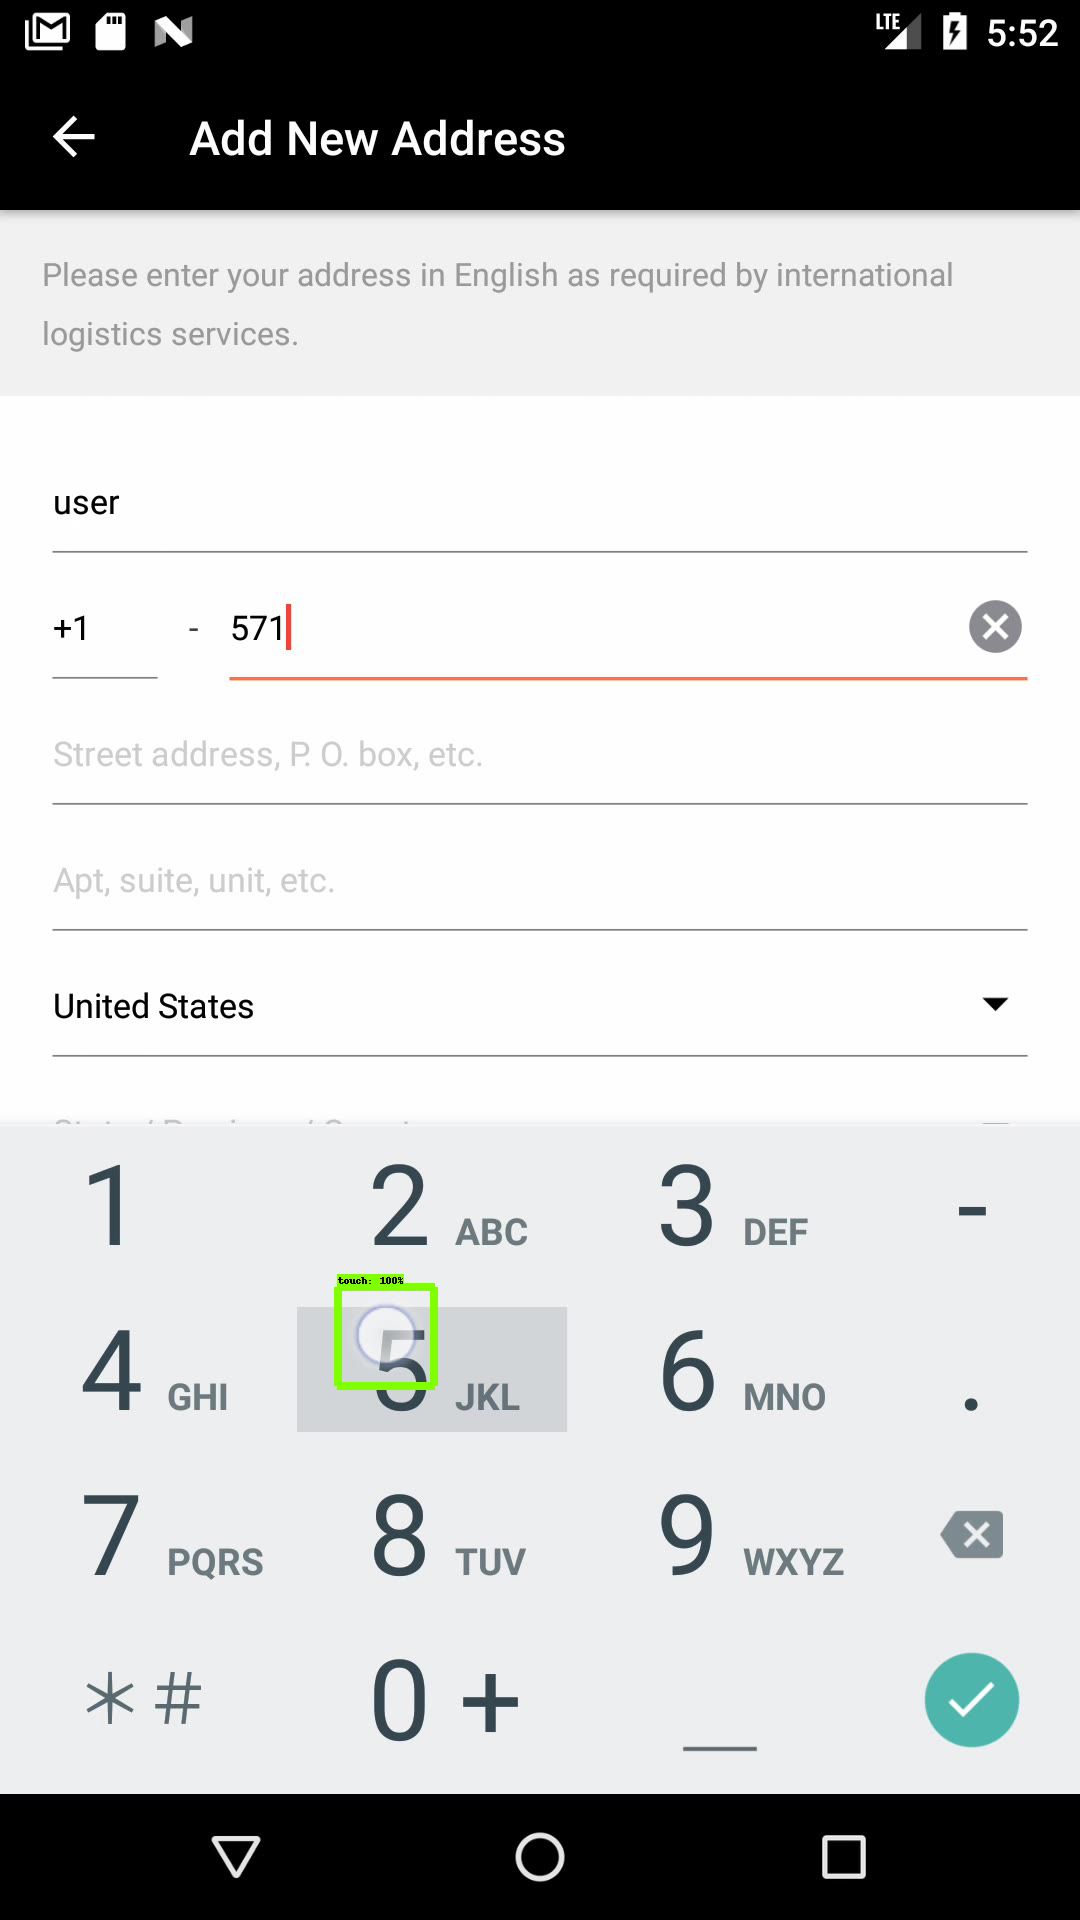 LTE 5:52
Add New Address
Please enter your address in English as required by international
logistics services.
user
+1 - 571
Street address, P. O. box, etc.
Apt, suite, unit, etc.
United States
1 2 ABC 3 DEF -
touch: 100%
4 GHI 5 JKL 6 MNO .
7 PQRS 8 TUV 9 WXYZ
* # 0 + _